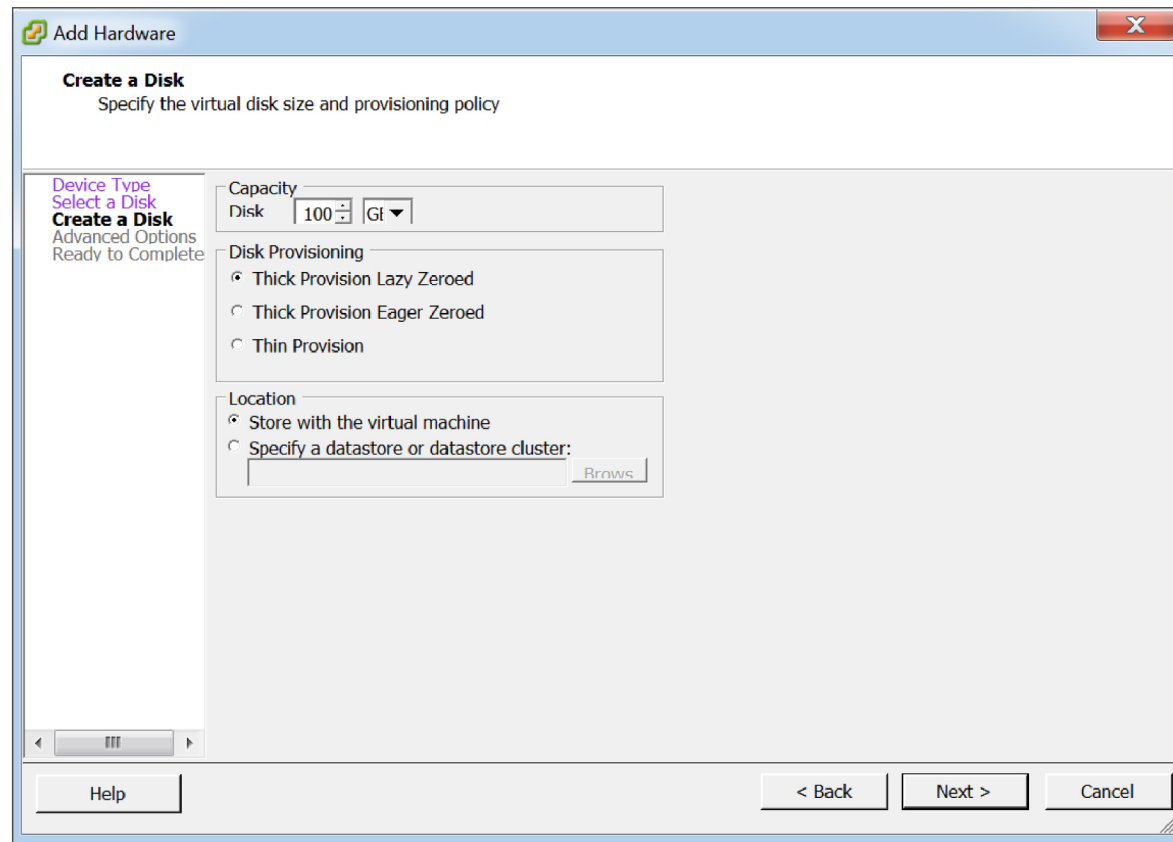 Add Hardware
Create a Disk
Specify the virtual disk size and provisioning policy
Device Type
Select a Disk
Create a Disk
Advanced Options
Ready to Complete
Capacity
Disk 100 GB
Disk Provisioning
Thick Provision Lazy Zeroed
Thick Provision Eager Zeroed
Thin Provision
Location
Store with the virtual machine
Specify a datastore or datastore cluster:
Brows
Help
< Back
Next >
Cancel